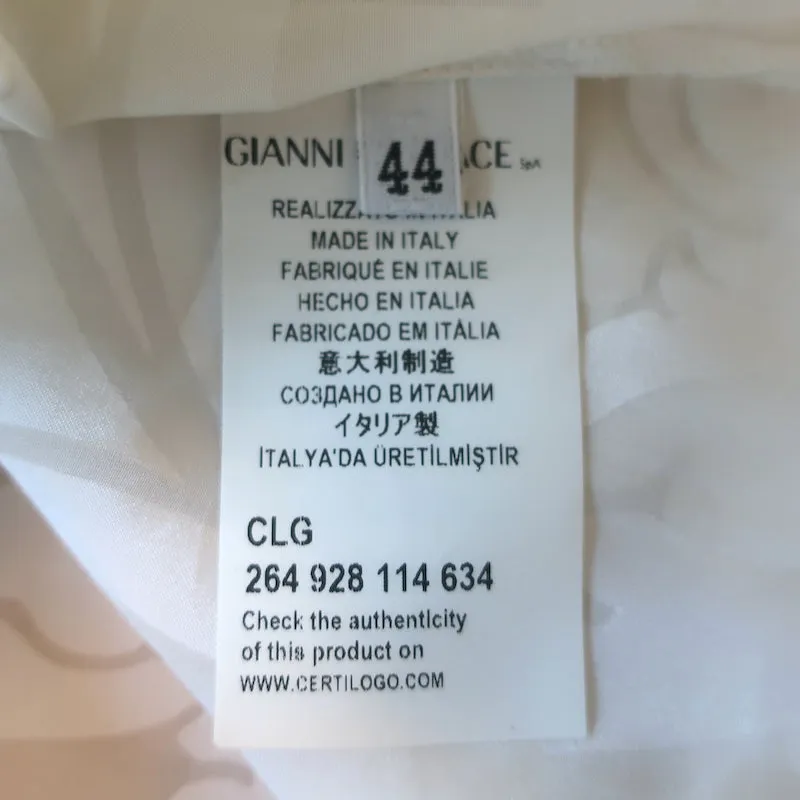 GIANNI ACE SpA
44
REALIZZATO IN ITALIA
MADE IN ITALY
FABRIQUÉ EN ITALIE
HECHO EN ITALIA
FABRICADO EM ITÀLIA
意大利制造
СОЗДАНО В ИТАЛИИ
イタリア製
İTALYA'DA ÜRETİLMİŞTİR
CLG
264 928 114 634
Check the authenticity
of this product on
WWW.CERTILOGO.COM